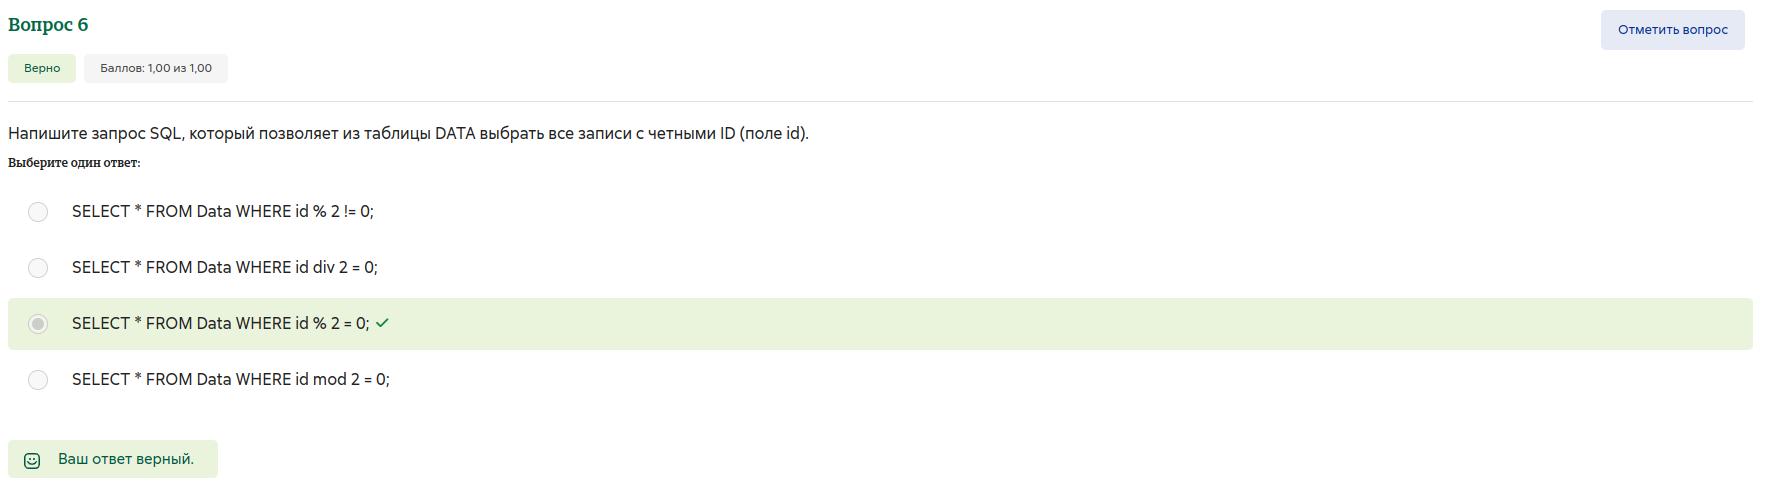 Вопрос 6
Отметить вопрос
Верно
Баллов: 1,00 из 1,00
Напишите запрос SQL, который позволяет из таблицы DATA выбрать все записи с четными ID (поле id).
Выберите один ответ:
SELECT * FROM Data WHERE id % 2 != 0;
SELECT * FROM Data WHERE id div 2 = 0;
SELECT * FROM Data WHERE id % 2 = 0;
SELECT * FROM Data WHERE id mod 2 = 0;
Ваш ответ верный.